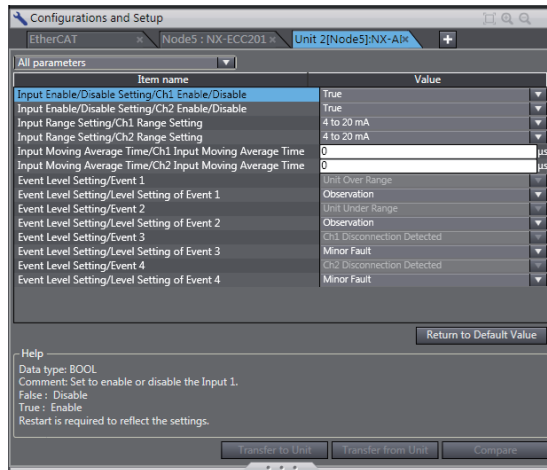 Configurations and Setup
EtherCAT
Node5 : NX-ECC201
Unit 2[Node5]:NX-AD
All parameters
Item name Value
Input Enable/Disable Setting/Ch1 Enable/Disable True
Input Enable/Disable Setting/Ch2 Enable/Disable True
Input Range Setting/Ch1 Range Setting 4 to 20 mA
Input Range Setting/Ch2 Range Setting 4 to 20 mA
Input Moving Average Time/Ch1 Input Moving Average Time 0 µs
Input Moving Average Time/Ch2 Input Moving Average Time 0 µs
Event Level Setting/Event 1 Unit Over Range
Event Level Setting/Level Setting of Event 1 Observation
Event Level Setting/Event 2 Unit Under Range
Event Level Setting/Level Setting of Event 2 Observation
Event Level Setting/Event 3 Ch1 Disconnection Detected
Event Level Setting/Level Setting of Event 3 Minor Fault
Event Level Setting/Event 4 Ch2 Disconnection Detected
Event Level Setting/Level Setting of Event 4 Minor Fault
Return to Default Value
Help
Data type: BOOL
Comment: Set to enable or disable the Input 1.
False : Disable
True : Enable
Restart is required to reflect the settings.
Transfer to Unit Transfer from Unit Compare